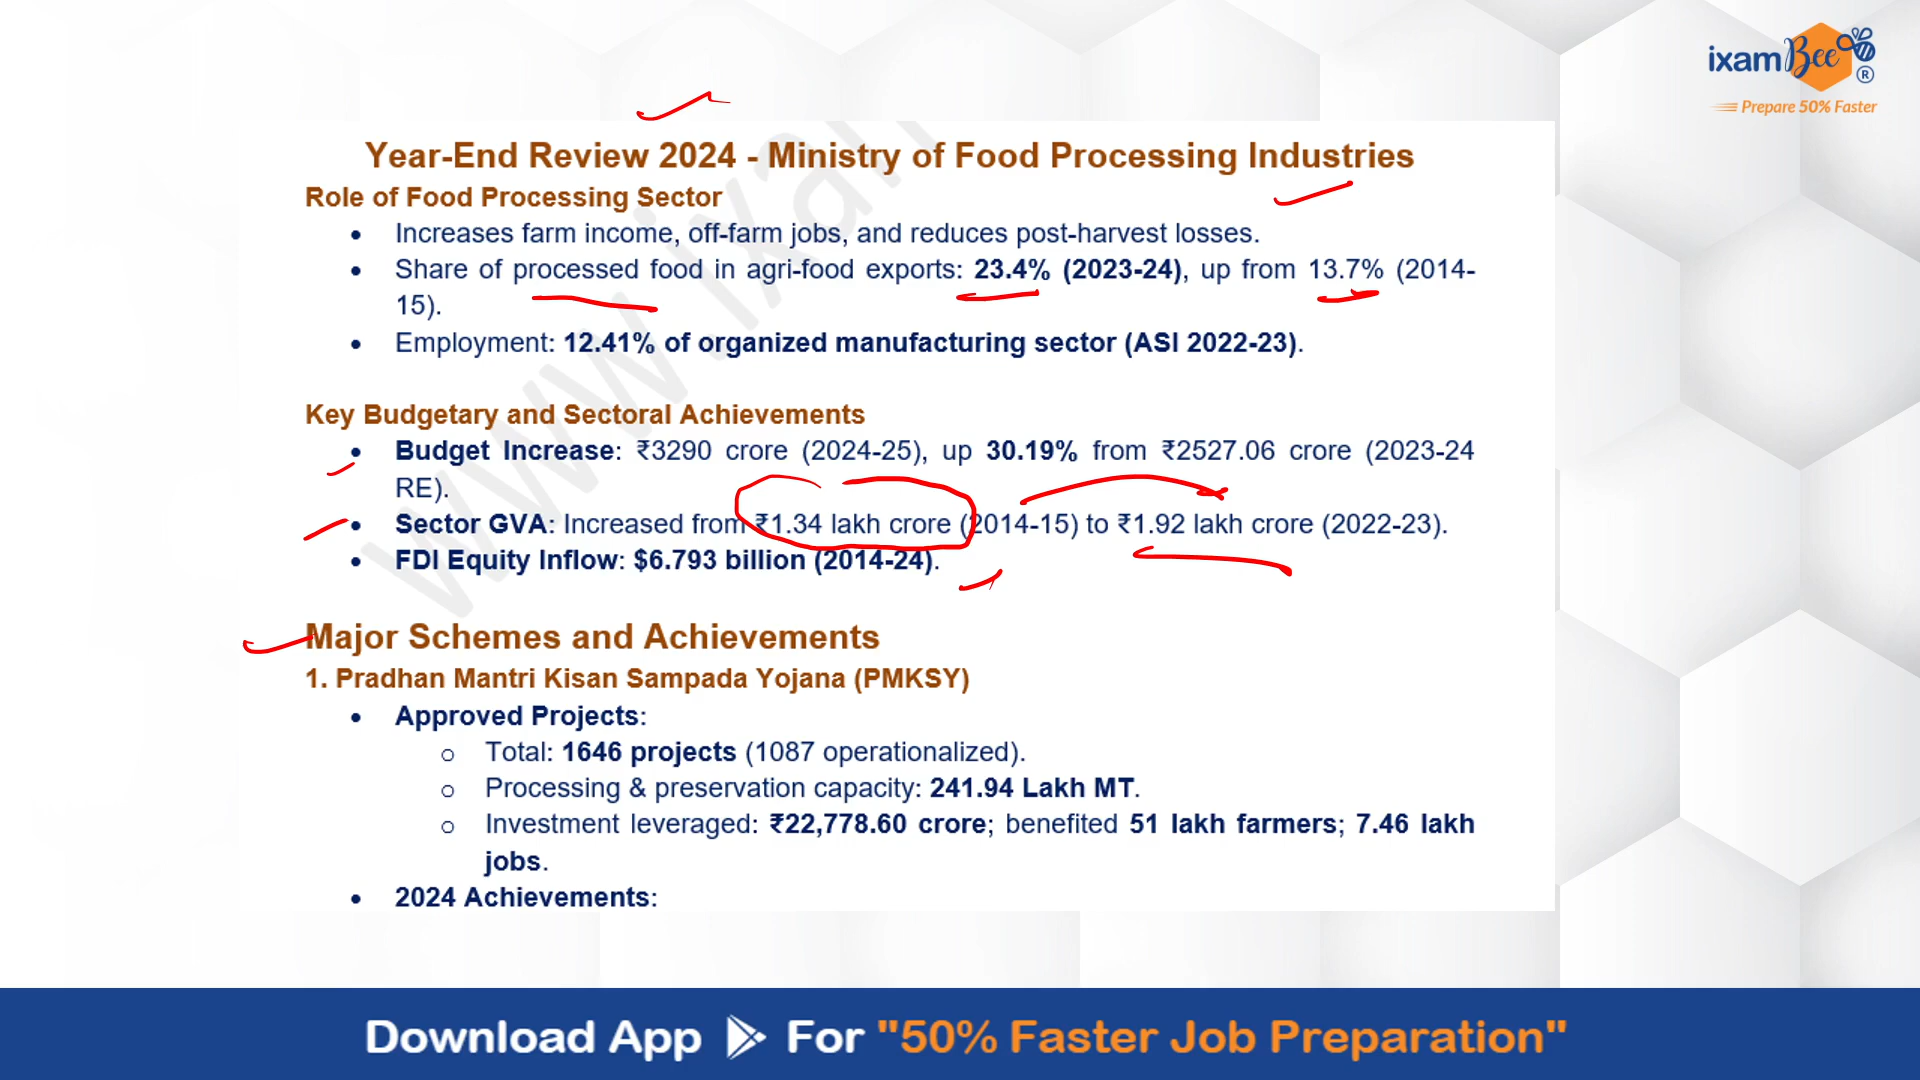 ixamBee ®
Prepare 50% Faster
Year-End Review 2024 - Ministry of Food Processing Industries
Role of Food Processing Sector
• Increases farm income, off-farm jobs, and reduces post-harvest losses.
• Share of processed food in agri-food exports: 23.4% (2023-24), up from 13.7% (2014-
15).
• Employment: 12.41% of organized manufacturing sector (ASI 2022-23).
Key Budgetary and Sectoral Achievements
• Budget Increase: ₹3290 crore (2024-25), up 30.19% from ₹2527.06 crore (2023-24
RE).
• Sector GVA: Increased from ₹1.34 lakh crore (2014-15) to ₹1.92 lakh crore (2022-23).
• FDI Equity Inflow: $6.793 billion (2014-24).
Major Schemes and Achievements
1. Pradhan Mantri Kisan Sampada Yojana (PMKSY)
• Approved Projects:
o Total: 1646 projects (1087 operationalized).
o Processing & preservation capacity: 241.94 Lakh MT.
o Investment leveraged: ₹22,778.60 crore; benefited 51 lakh farmers; 7.46 lakh
jobs.
• 2024 Achievements:
www.ixam
Download App For "50% Faster Job Preparation"